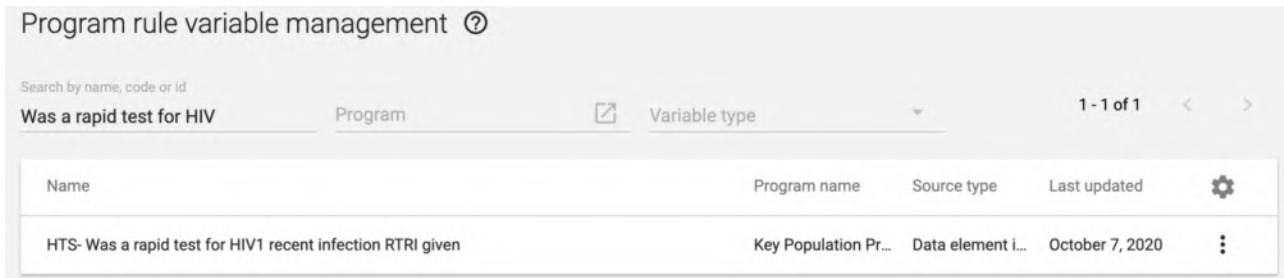 Program rule variable management
Search by name, code or id
Was a rapid test for HIV Program Variable type 1 - 1 of 1
Name Program name Source type Last updated
HTS- Was a rapid test for HIV1 recent infection RTRI given Key Population Pr... Data element i... October 7, 2020